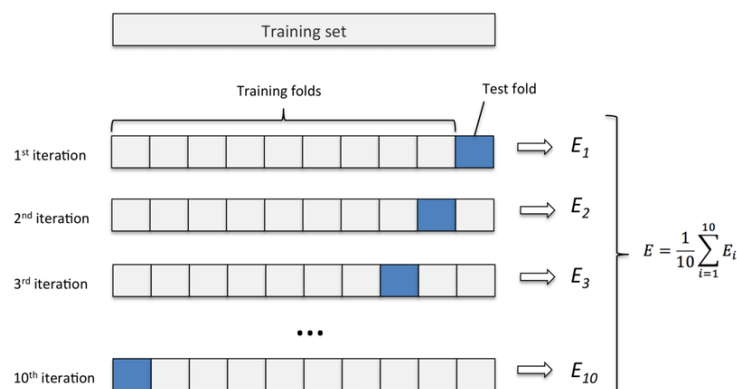 Training set
Training folds
Test fold
1st iteration
E1
2nd iteration
E2
3rd iteration
E3
E = 1/10 10∑i=1 Ei
...
10th iteration
E10